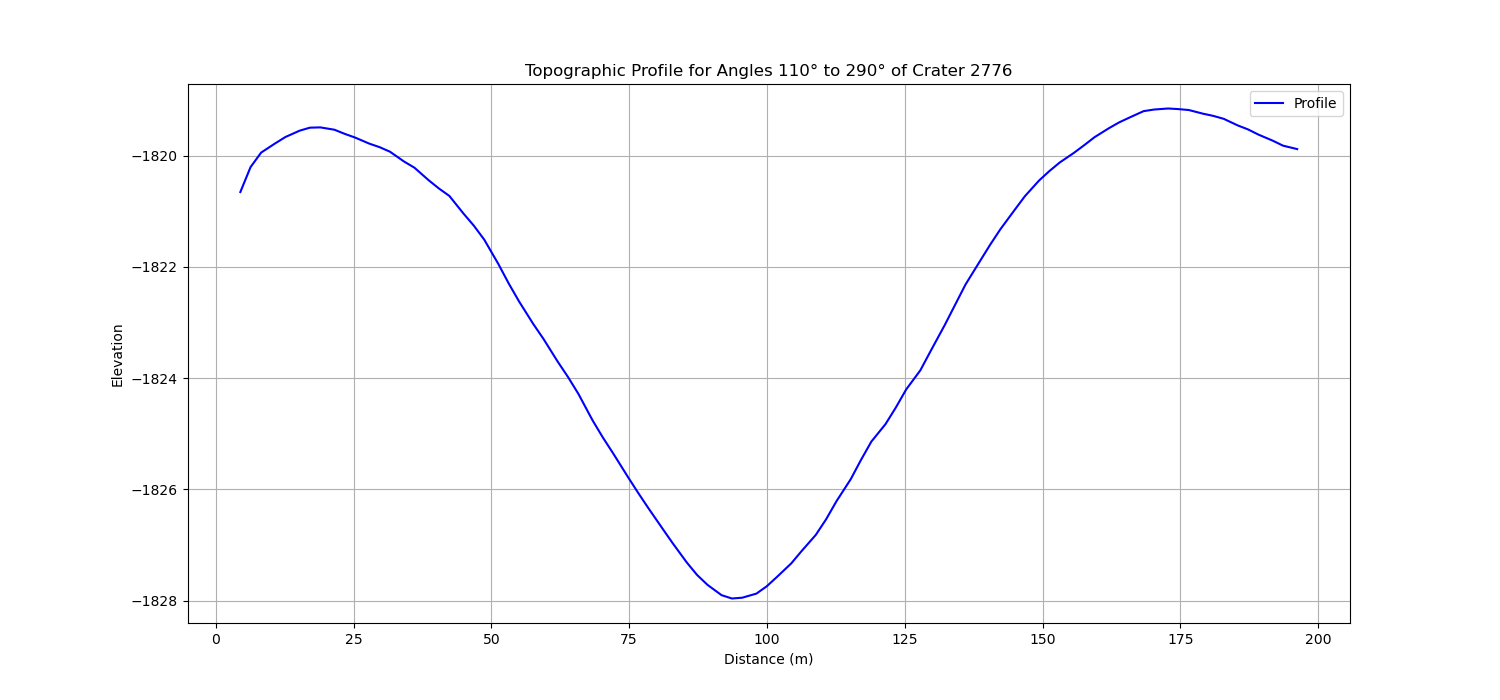 Topographic Profile for Angles 110° to 290° of Crater 2776
Profile
Elevation
−1820
−1822
−1824
−1826
−1828
0 25 50 75 100 125 150 175 200
Distance (m)